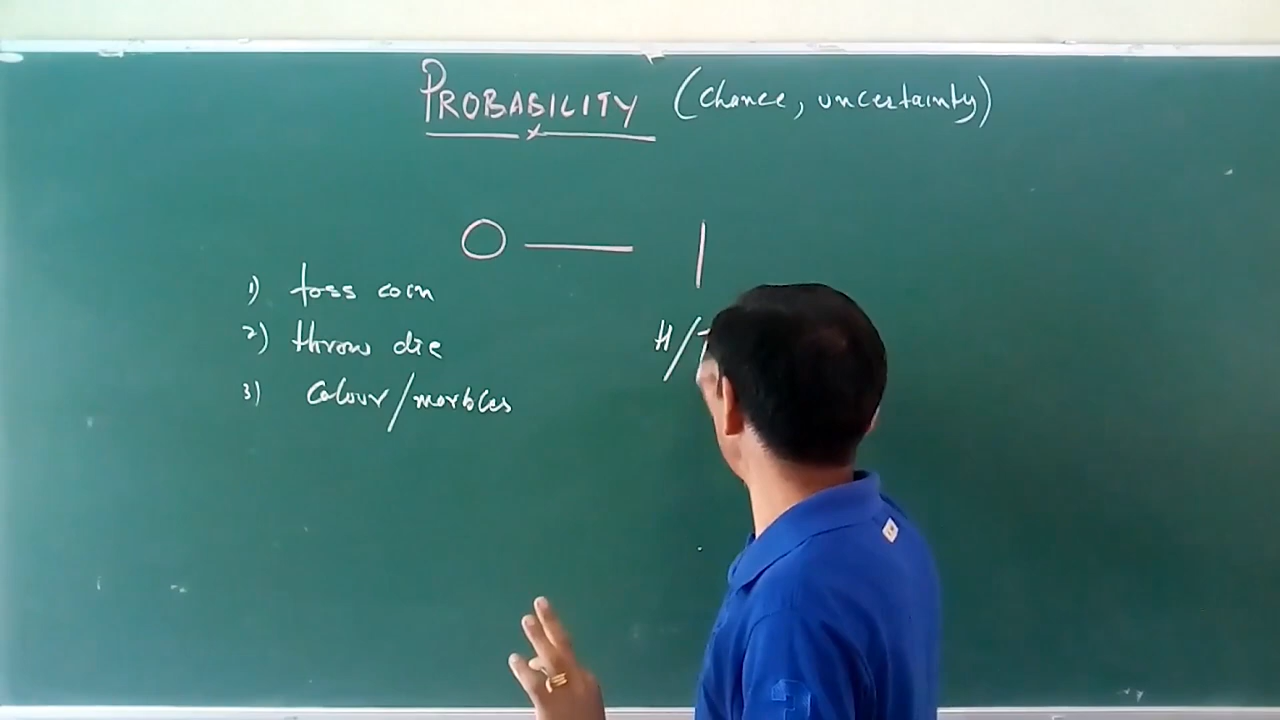 PROBABILITY (chance, uncertainty)
0 — 1
1) toss coin
2) throw die
3) colour/marbles
H/T